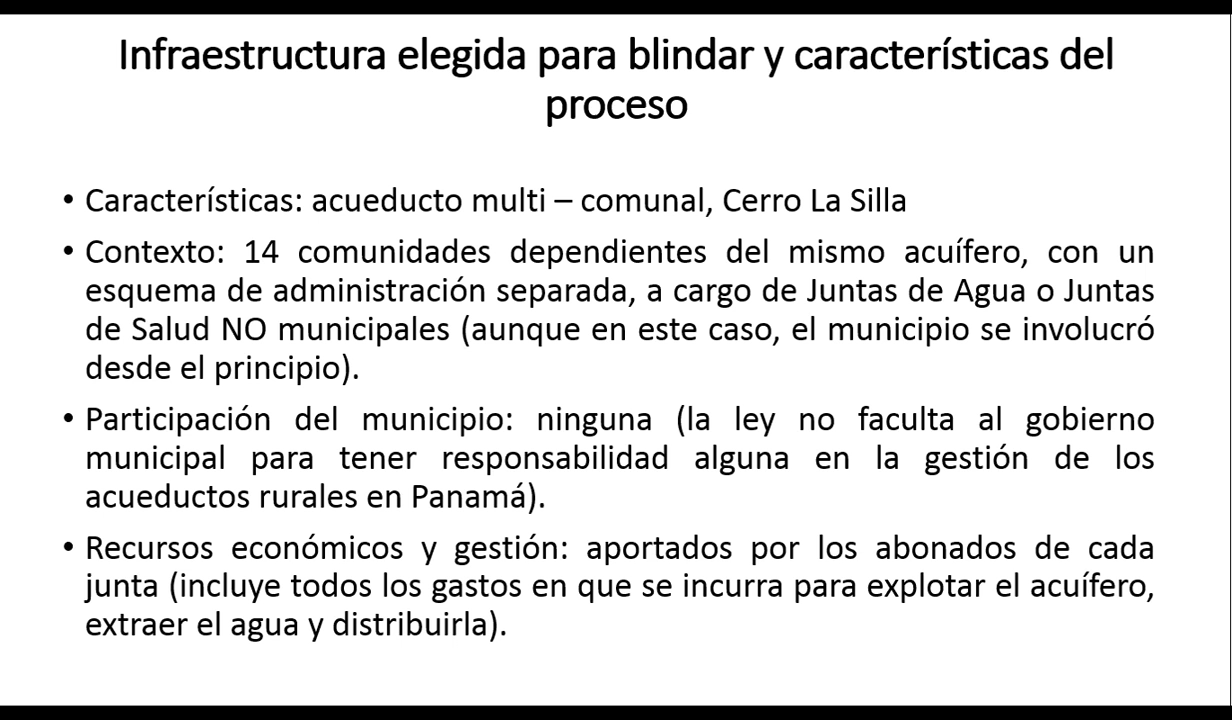 Infraestructura elegida para blindar y características del
proceso
• Características: acueducto multi – comunal, Cerro La Silla
• Contexto: 14 comunidades dependientes del mismo acuífero, con un
esquema de administración separada, a cargo de Juntas de Agua o Juntas
de Salud NO municipales (aunque en este caso, el municipio se involucró
desde el principio).
• Participación del municipio: ninguna (la ley no faculta al gobierno
municipal para tener responsabilidad alguna en la gestión de los
acueductos rurales en Panamá).
• Recursos económicos y gestión: aportados por los abonados de cada
junta (incluye todos los gastos en que se incurra para explotar el acuífero,
extraer el agua y distribuirla).